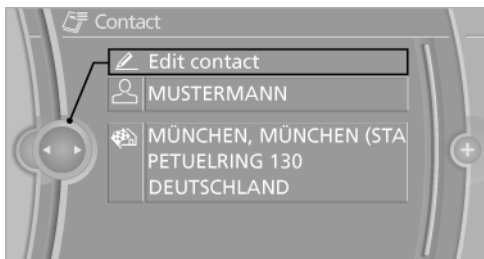 Contact
Edit contact
MUSTERMANN
MÜNCHEN, MÜNCHEN (STA
PETUELRING 130
DEUTSCHLAND